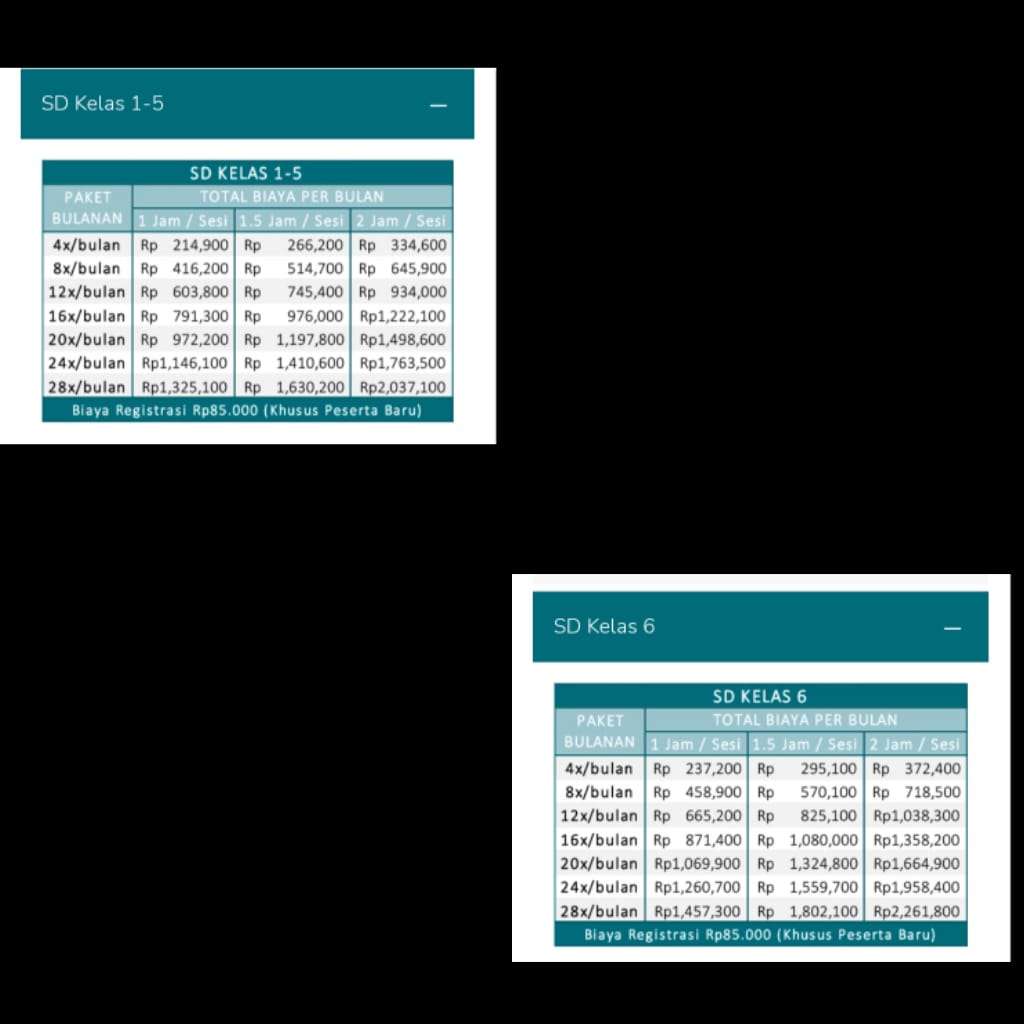 SD Kelas 1-5
SD KELAS 1-5
PAKET BULANAN TOTAL BIAYA PER BULAN
1 Jam / Sesi 1.5 Jam / Sesi 2 Jam / Sesi
4x/bulan Rp 214,900 Rp 266,200 Rp 334,600
8x/bulan Rp 416,200 Rp 514,700 Rp 645,900
12x/bulan Rp 603,800 Rp 745,400 Rp 934,000
16x/bulan Rp 791,300 Rp 976,000 Rp1,222,100
20x/bulan Rp 972,200 Rp 1,197,800 Rp1,498,600
24x/bulan Rp1,146,100 Rp 1,410,600 Rp1,763,500
28x/bulan Rp1,325,100 Rp 1,630,200 Rp2,037,100
Biaya Registrasi Rp85.000 (Khusus Peserta Baru)
SD Kelas 6
SD KELAS 6
PAKET BULANAN TOTAL BIAYA PER BULAN
1 Jam / Sesi 1.5 Jam / Sesi 2 Jam / Sesi
4x/bulan Rp 237,200 Rp 295,100 Rp 372,400
8x/bulan Rp 458,900 Rp 570,100 Rp 718,500
12x/bulan Rp 665,200 Rp 825,100 Rp1,038,300
16x/bulan Rp 871,400 Rp 1,080,000 Rp1,358,200
20x/bulan Rp1,069,900 Rp 1,324,800 Rp1,664,900
24x/bulan Rp1,260,700 Rp 1,559,700 Rp1,958,400
28x/bulan Rp1,457,300 Rp 1,802,100 Rp2,261,800
Biaya Registrasi Rp85.000 (Khusus Peserta Baru)